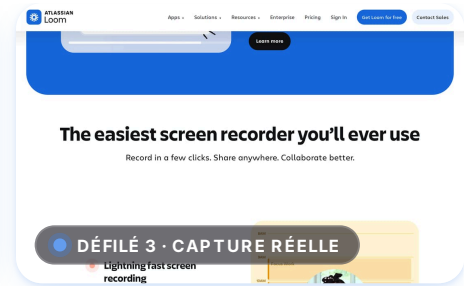 ATLASSIAN
Loom
Apps Solutions Resources Enterprise Pricing Sign In Get Loom for free Contact Sales
Learn more
The easiest screen recorder you'll ever use
Record in a few clicks. Share anywhere. Collaborate better.
DÉFILÉ 3 · CAPTURE RÉELLE
Lightning fast screen
recording